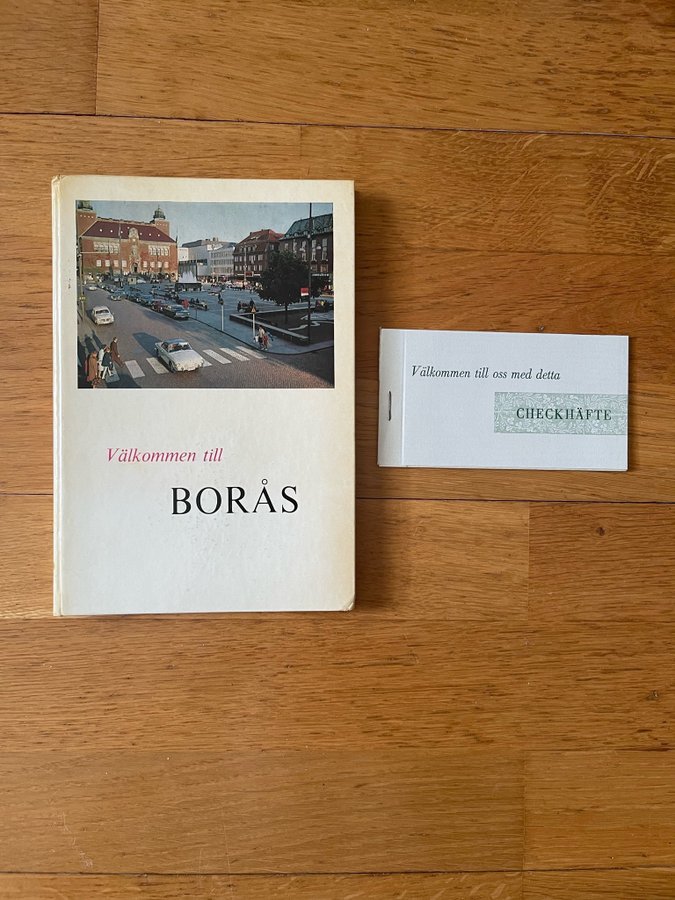 Välkommen till
BORÅS
Välkommen till oss med detta
CHECKHÄFTE